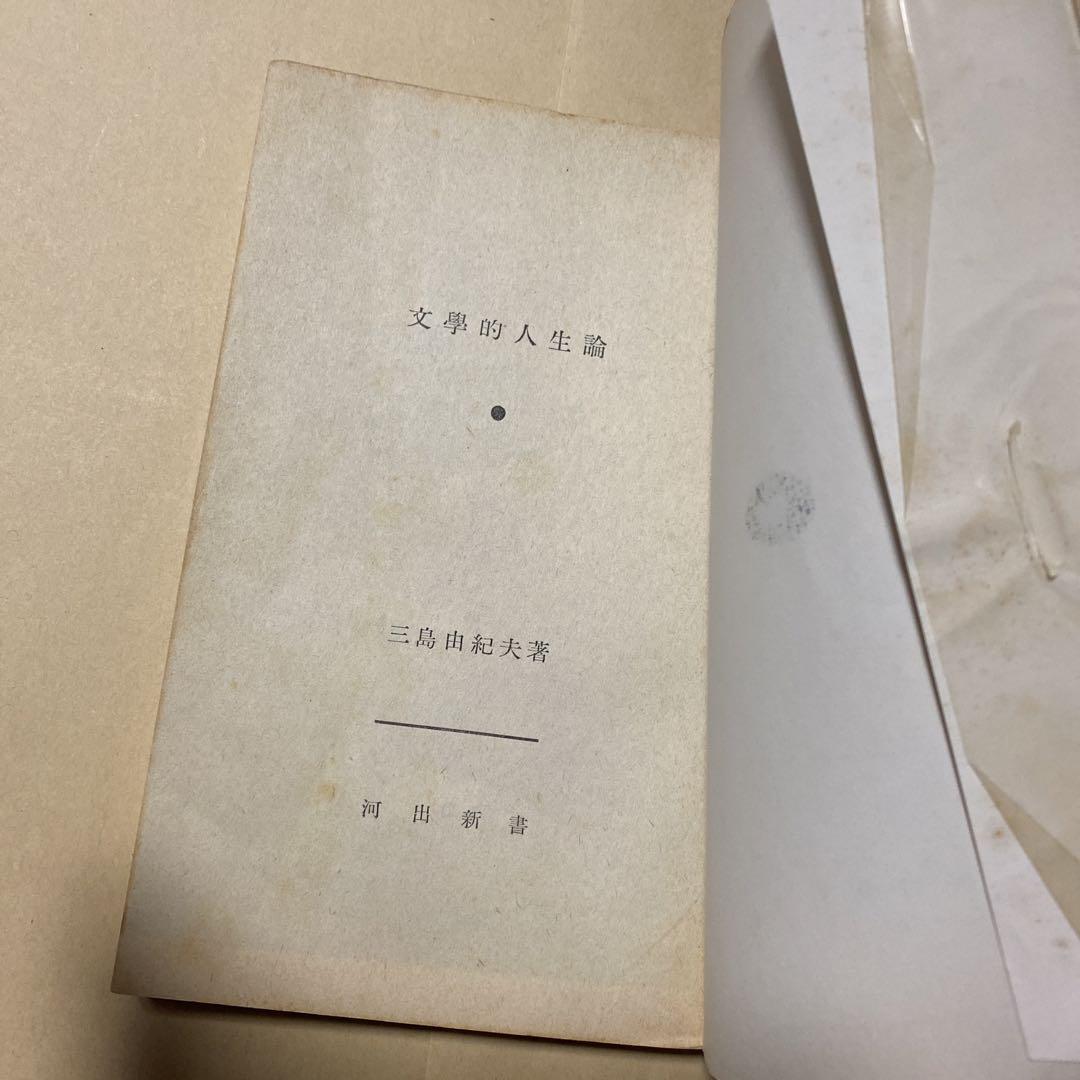 文學的人生論
●
三島由紀夫著
河出新書